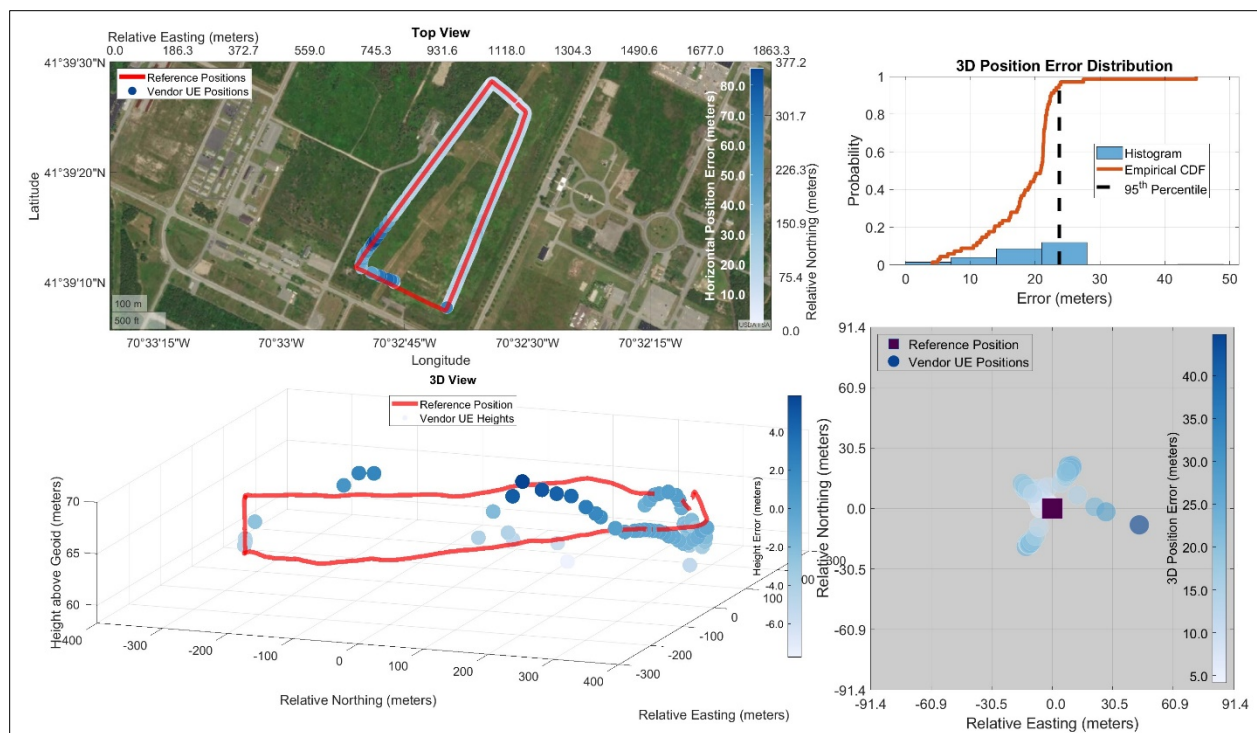 Relative Easting (meters)
Top View
0.0 186.3 372.7 559.0 745.3 931.6 1118.0 1304.3 1490.6 1677.0 1863.3
41°39'30"N
41°39'20"N
41°39'10"N
Latitude
Reference Positions
Vendor UE Positions
100 m
500 ft
80.0
70.0
60.0
50.0
40.0
30.0
20.0
10.0
Horizontal Position Error (meters)
377.2
301.7
226.3
150.9
75.4
0.0
Relative Northing (meters)
70°33'15"W 70°33'W 70°32'45"W 70°32'30"W 70°32'15"W
Longitude
3D Position Error Distribution
1
0.8
0.6
0.4
0.2
0
Probability
Histogram
Empirical CDF
95th Percentile
0 10 20 30 40 50
Error (meters)
3D View
Reference Position
Vendor UE Heights
70
65
60
Height above Geoid (meters)
400 -300 -200 -100 0 100 200 300 400
Relative Northing (meters)
-300 -200 -100 0 100
Relative Easting (meters)
4.0
2.0
0.0
-2.0
-4.0
-6.0
Height Error (meters)
Reference Position
Vendor UE Positions
91.4
60.9
30.5
0.0
-30.5
-60.9
-91.4
Relative Northing (meters)
-91.4 -60.9 -30.5 0.0 30.5 60.9 91.4
Relative Easting (meters)
40.0
35.0
30.0
25.0
20.0
15.0
10.0
5.0
3D Position Error (meters)